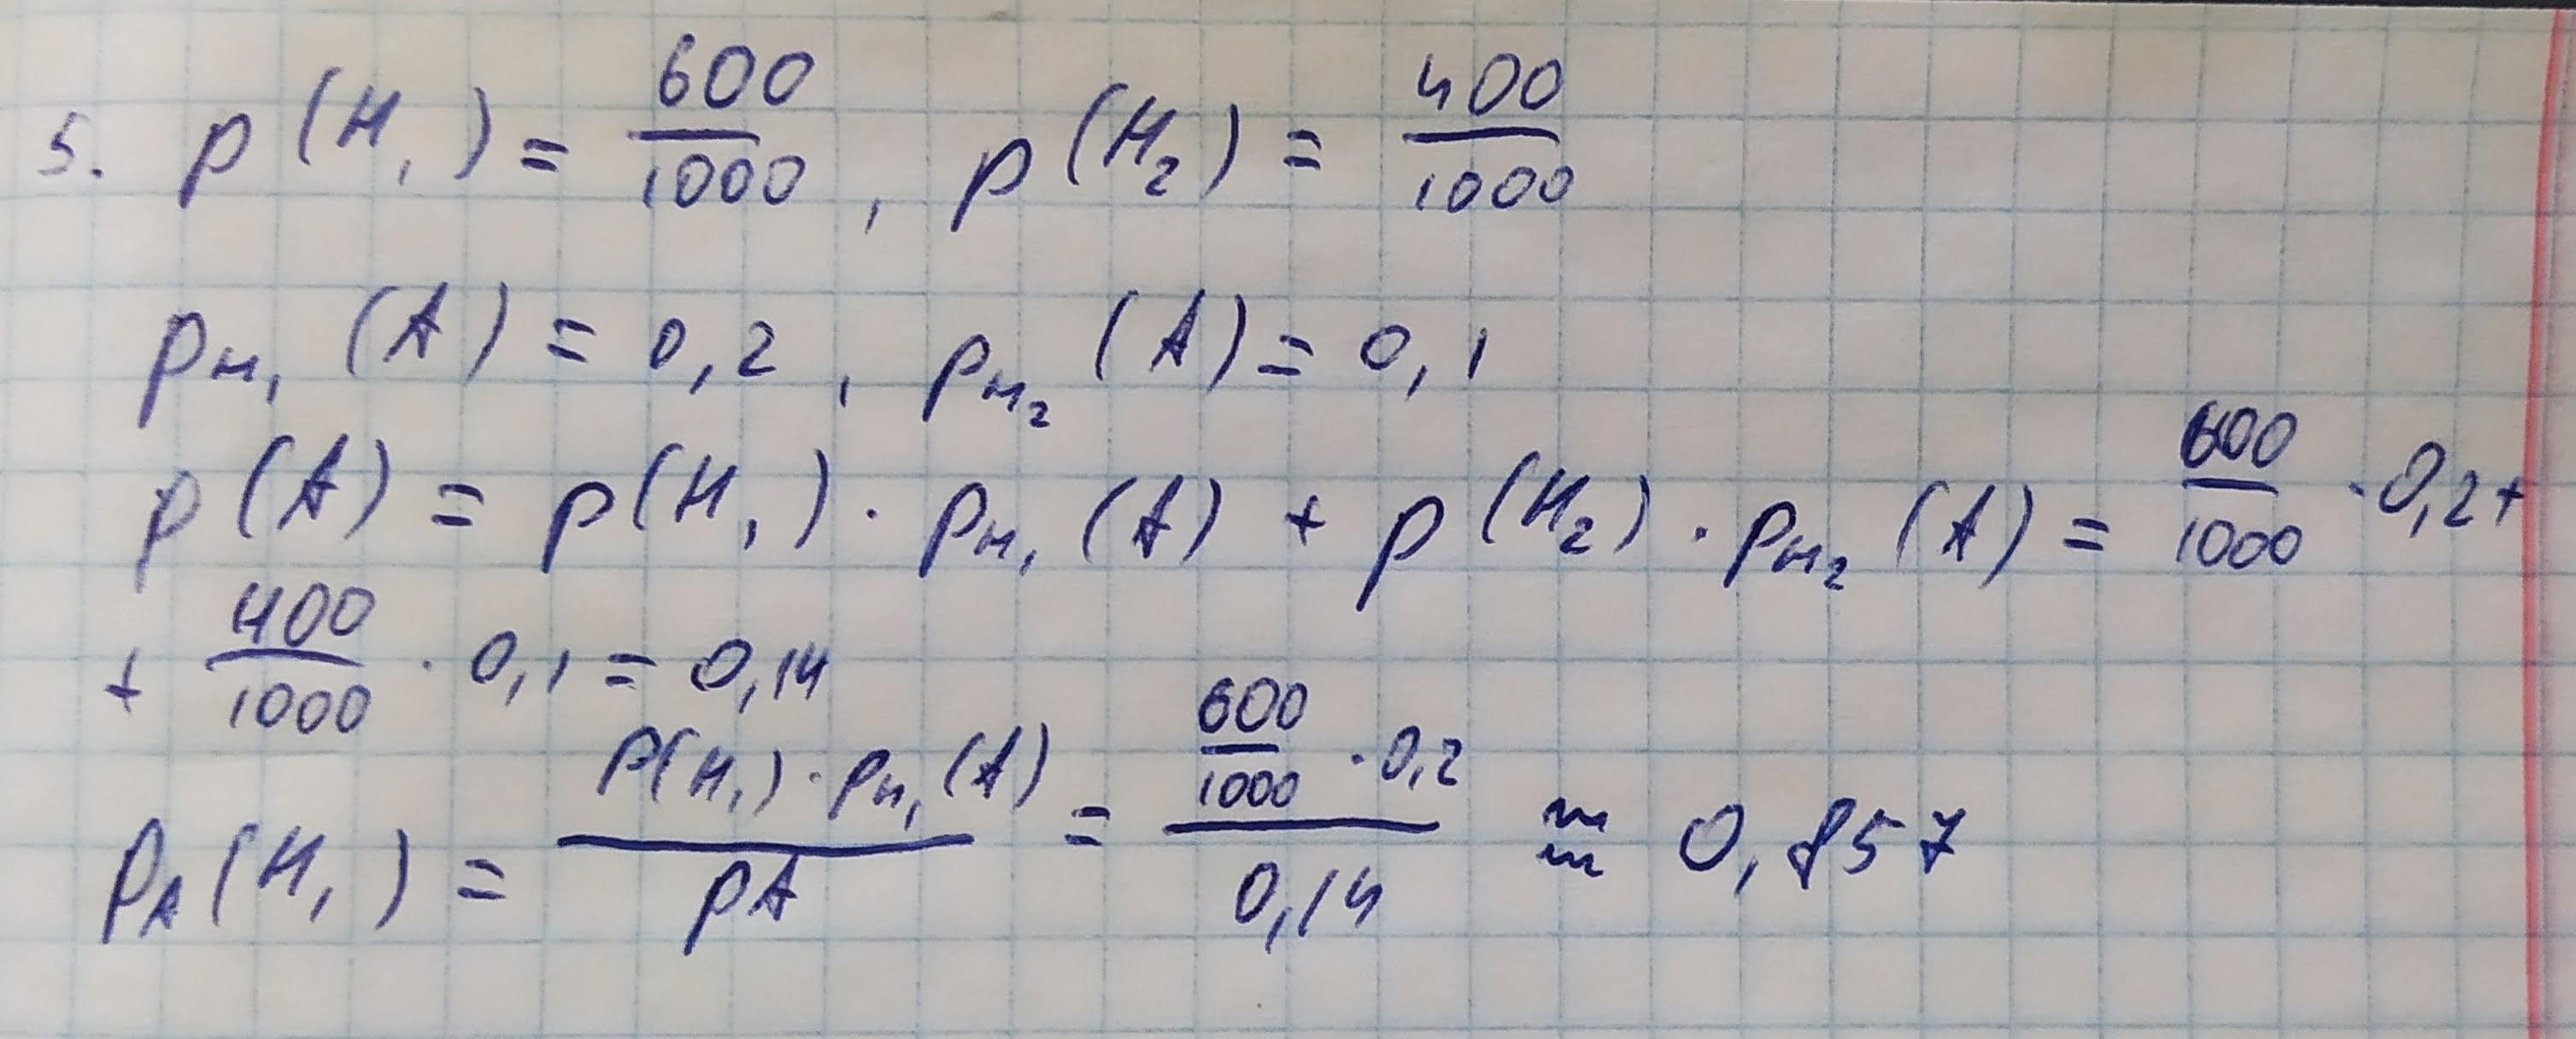 5. p(H₁) = 600/1000, p(H₂) = 400/1000
pH₁(A) = 0,2, pH₂(A) = 0,1
p(A) = p(H₁) · pH₁(A) + p(H₂) · pH₂(A) = 600/1000 · 0,2+
+ 400/1000 · 0,1 = 0,14
PA(H₁) = P(H₁) · pH₁(A) / pA = 600/1000 · 0,2 / 0,14 ≈ 0,857